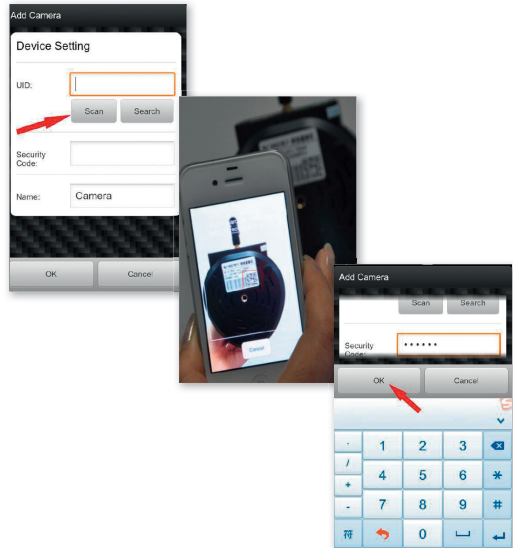 Add Camera
Device Setting
UID:
Scan Search
Security
Code:
Name: Camera
OK Cancel
Cancel
Add Camera
Scan Search
Security
Code: ••••••
OK Cancel
. 1 2 3
/ 4 5 6 *
+
- 7 8 9 #
符 0